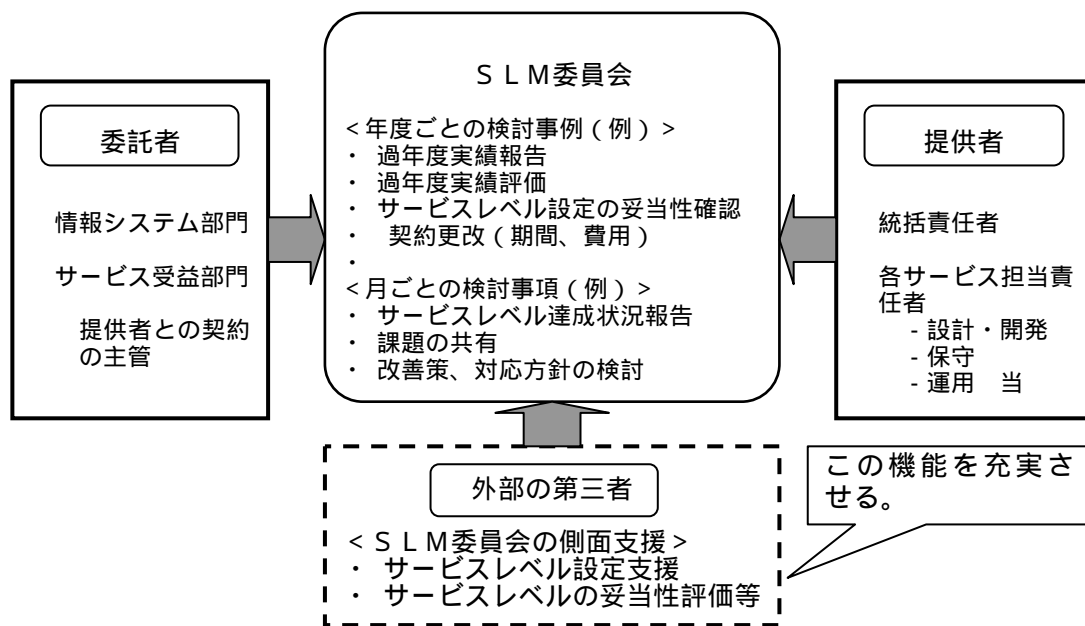 ＳＬＭ委員会
<年度ごとの検討事例（例）>
・ 過年度実績報告
・ 過年度実績評価
・ サービスレベル設定の妥当性確認
・ 契約更改（期間、費用）
・
<月ごとの検討事項（例）>
・ サービスレベル達成状況報告
・ 課題の共有
・ 改善策、対応方針の検討
委託者
情報システム部門
サービス受益部門
提供者との契約
の主管
提供者
統括責任者
各サービス担当責
任者
- 設計・開発
- 保守
- 運用　当
外部の第三者
<ＳＬＭ委員会の側面支援>
・ サービスレベル設定支援
・ サービスレベルの妥当性評価等
この機能を充実さ
せる。